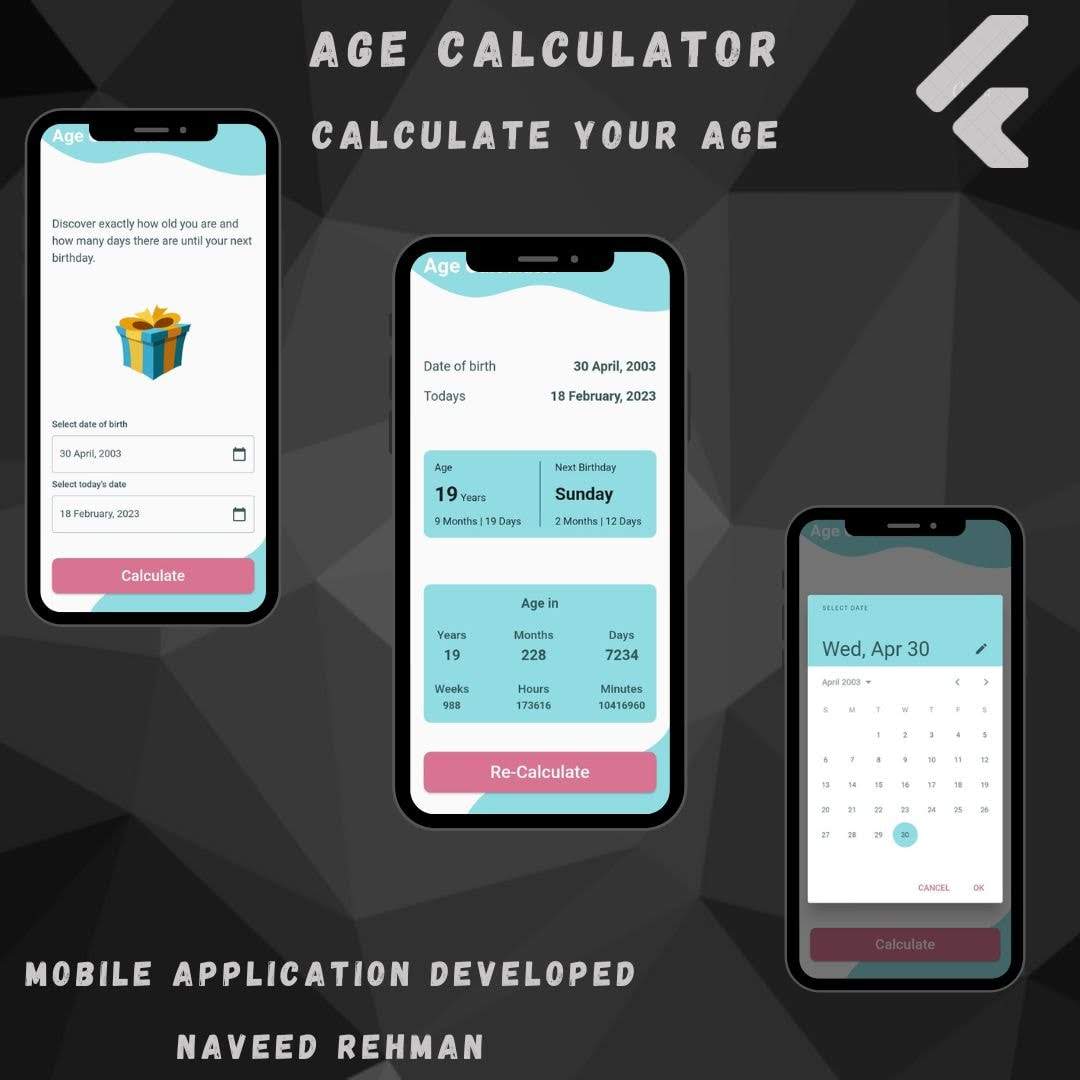 AGE CALCULATOR
CALCULATE YOUR AGE
Age
Discover exactly how old you are and
how many days there are until your next
birthday.
Select date of birth
30 April, 2003
Select today's date
18 February, 2023
Calculate
Age
Date of birth 30 April, 2003
Todays 18 February, 2023
Age Next Birthday
19 Years Sunday
9 Months | 19 Days 2 Months | 12 Days
Age in
Years Months Days
19 228 7234
Weeks Hours Minutes
988 173616 10416960
Re-Calculate
Age
SELECT DATE
Wed, Apr 30
April 2003
S M T W T F S
1 2 3 4 5
6 7 8 9 10 11 12
13 14 15 16 17 18 19
20 21 22 23 24 25 26
27 28 29 30
CANCEL OK
Calculate
MOBILE APPLICATION DEVELOPED
NAVEED REHMAN